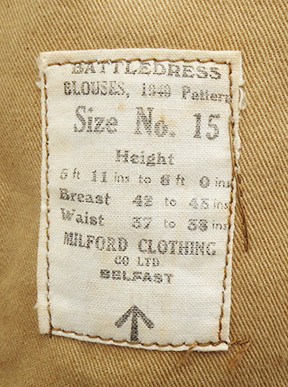 BATTLEDRESS
BLOUSES, 1949 Pattern
Size No. 15
Height
5 ft 11 ins to 6 ft 0 ins
Breast 42 to 43 ins
Waist 37 to 38 ins
MILFORD CLOTHING
CO LTD
BELFAST